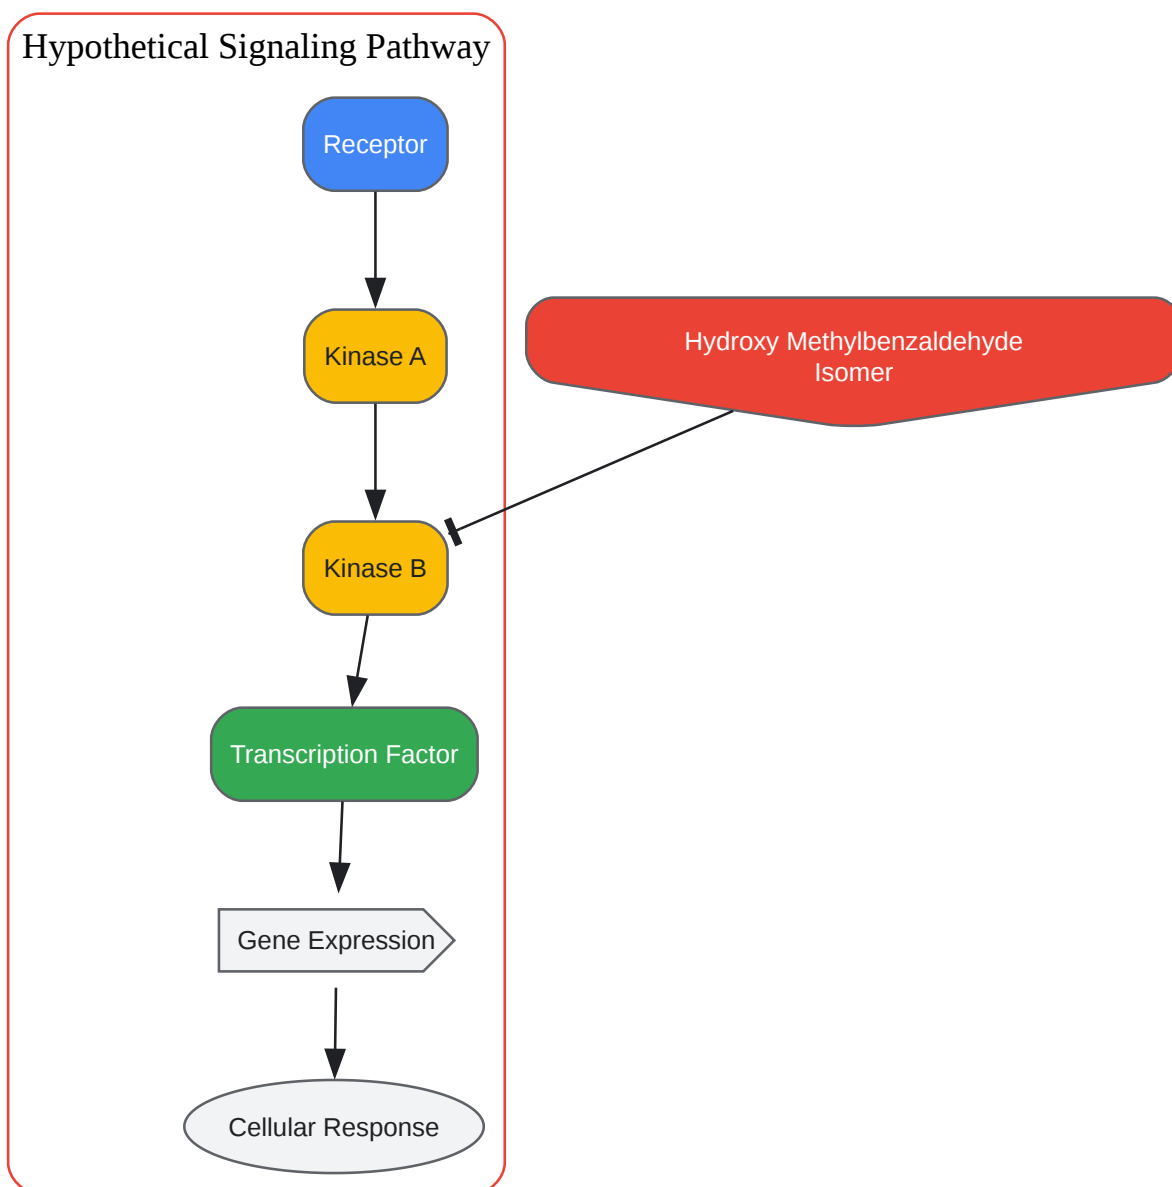 Hypothetical Signaling Pathway
Receptor
Hydroxy Methylbenzaldehyde
Isomer
Kinase A
Kinase B
Transcription Factor
Gene Expression
Cellular Response